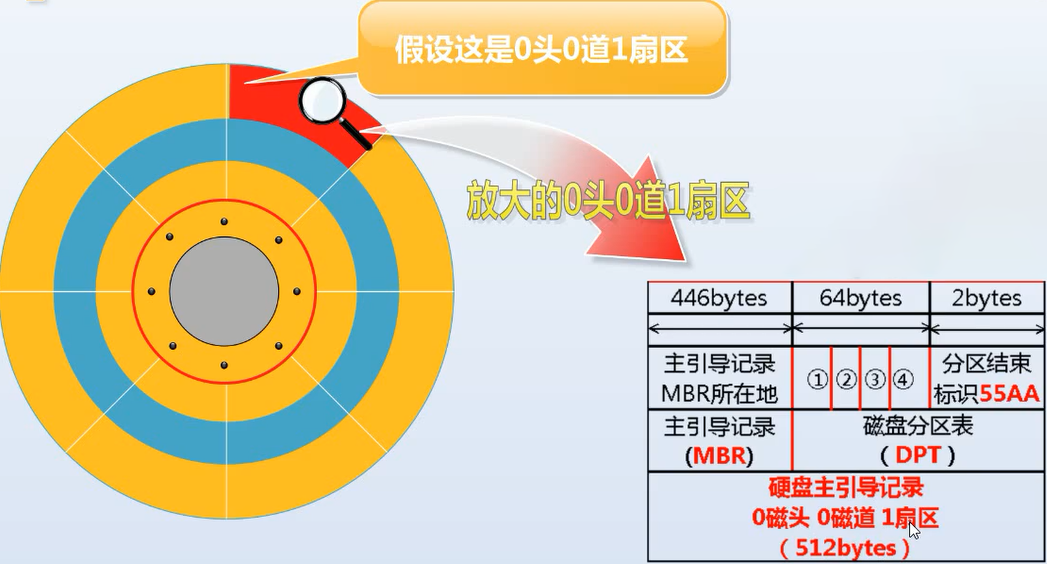 假设这是0头0道1扇区
放大的0头0道1扇区
446bytes 64bytes 2bytes
主引导记录 分区结束
MBR所在地 ① ② ③ ④ 标识55AA
主引导记录 磁盘分区表
(MBR) （DPT）
硬盘主引导记录
0磁头 0磁道 1扇区
（512bytes）